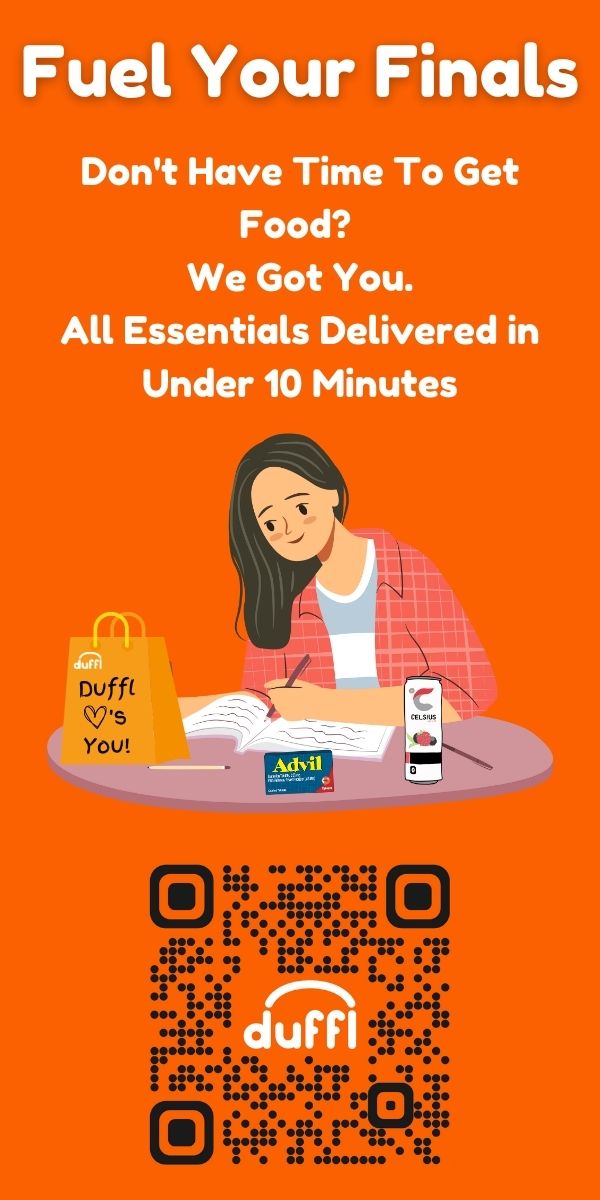 Fuel Your Finals
Don't Have Time To Get
Food?
We Got You.
All Essentials Delivered in
Under 10 Minutes
duffl
Duffl
♡'s
You!
Advil
CELSIUS
duffl